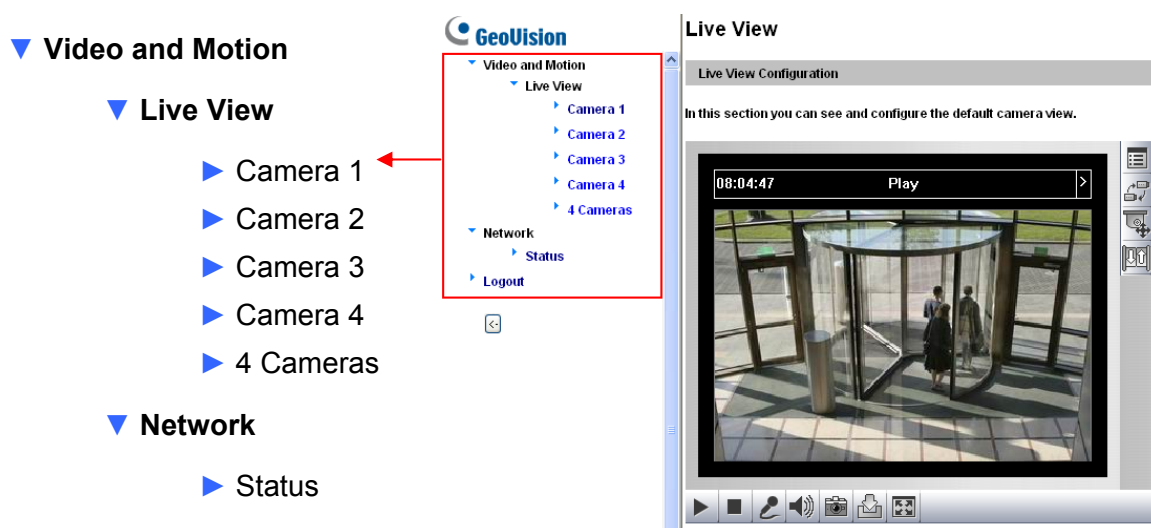 Video and Motion
Live View
Camera 1
Camera 2
Camera 3
Camera 4
4 Cameras
Network
Status
GeoVision
Video and Motion
Live View
Camera 1
Camera 2
Camera 3
Camera 4
4 Cameras
Network
Status
Logout
Live View
Live View Configuration
In this section you can see and configure the default camera view.
08:04:47 Play